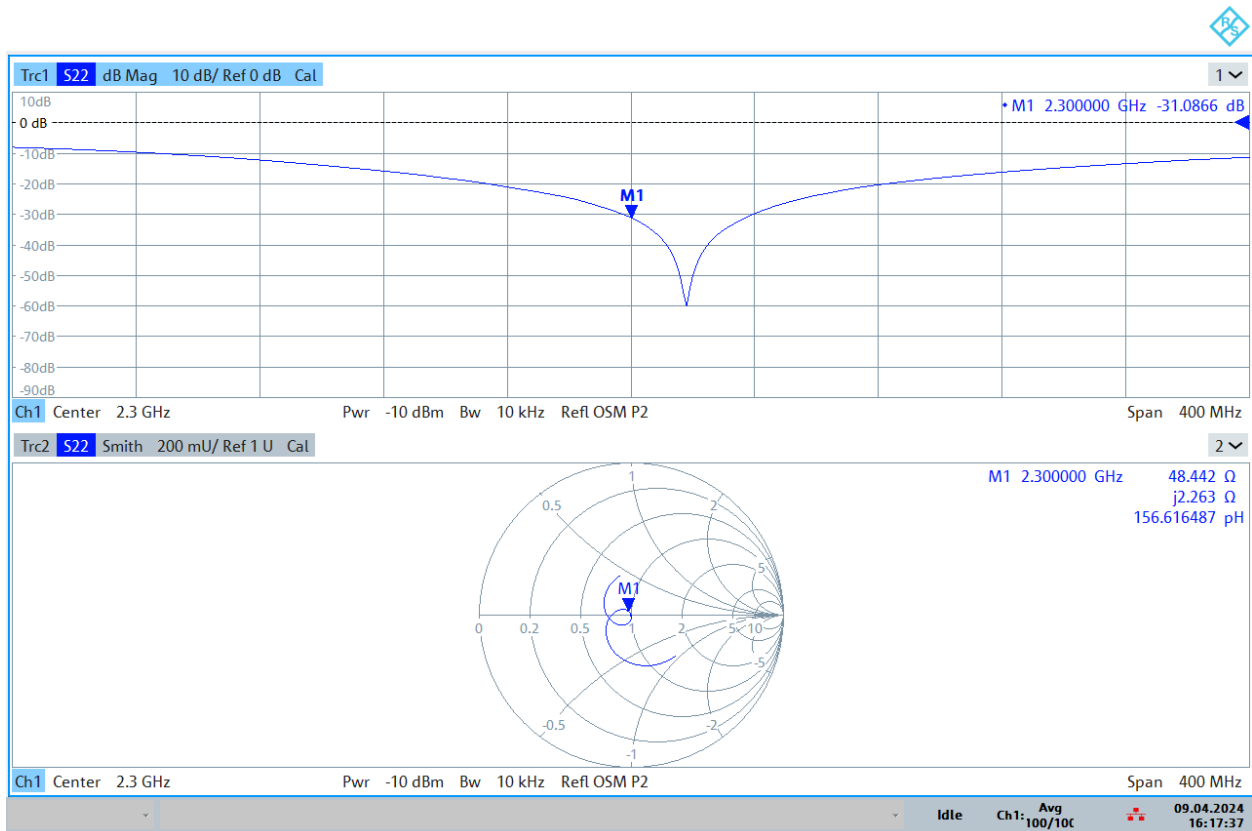 R&S
Trc1 S22 dB Mag 10 dB/ Ref 0 dB Cal 1
10dB
0 dB
-10dB
-20dB
-30dB
-40dB
-50dB
-60dB
-70dB
-80dB
-90dB
• M1 2.300000 GHz -31.0866 dB
M1
Ch1 Center 2.3 GHz Pwr -10 dBm Bw 10 kHz Refl OSM P2 Span 400 MHz
Trc2 S22 Smith 200 mU/ Ref 1 U Cal 2
M1 2.300000 GHz 48.442 Ω
j2.263 Ω
156.616487 pH
1
0.5 2
5
M1
0 0.2 0.5 1 2 5 10
-5
-0.5 -2
-1
Ch1 Center 2.3 GHz Pwr -10 dBm Bw 10 kHz Refl OSM P2 Span 400 MHz
Idle Ch1: Avg 09.04.2024
100/100 16:17:37